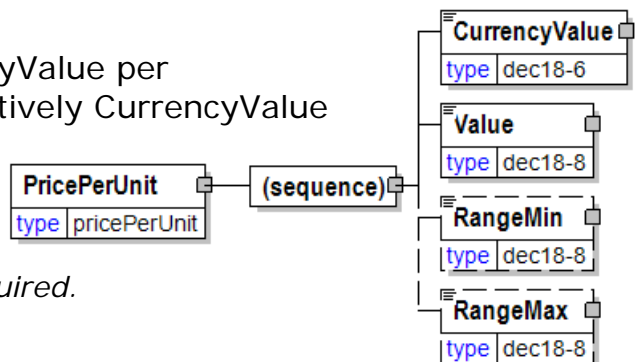 CurrencyValue
type dec18-6
yValue per
tively CurrencyValue
Value
type dec18-8
PricePerUnit
type pricePerUnit
(sequence)
RangeMin
type dec18-8
uired.
RangeMax
type dec18-8